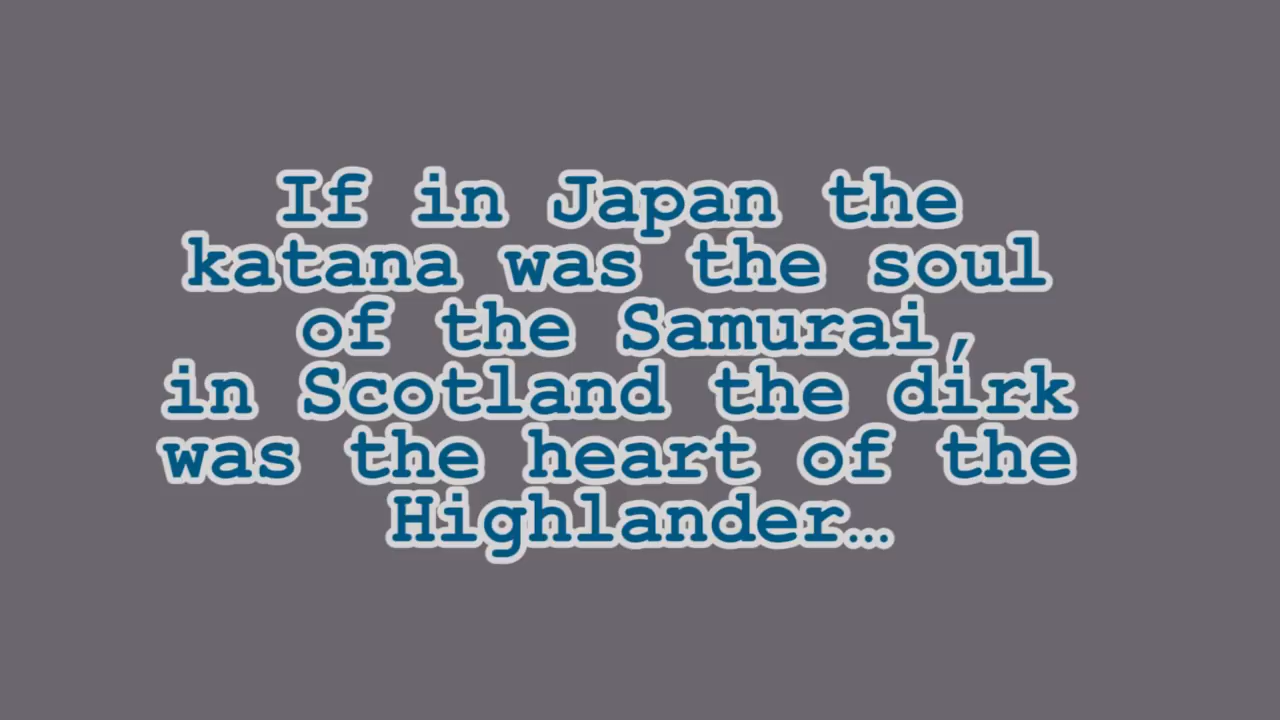 If in Japan the
katana was the soul
of the Samurai,
in Scotland the dirk
was the heart of the
Highlander…